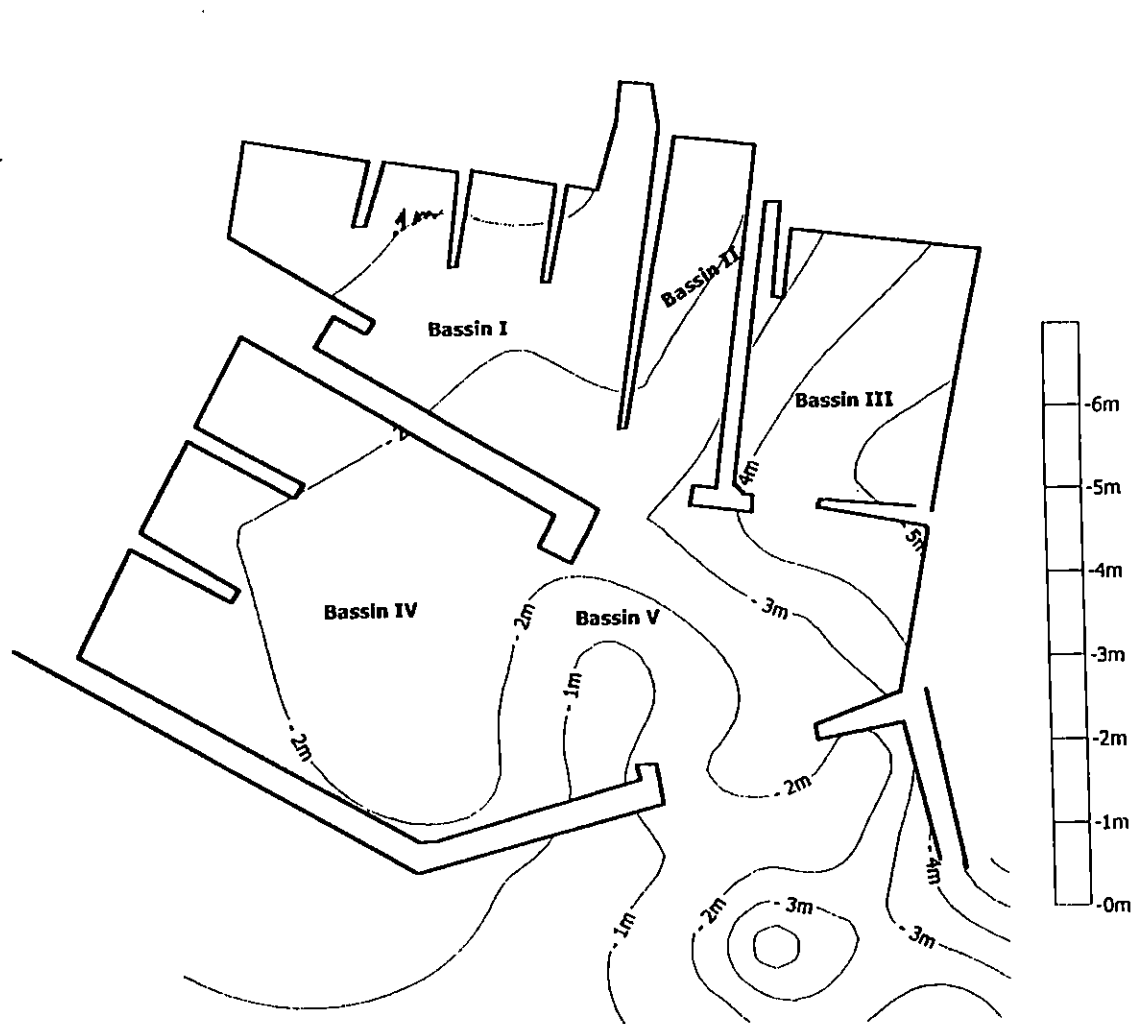 -1m
Bassin II
Bassin I
Bassin III
-6m
- 2
4m
-5m
-5m
-4m
Bassin IV
- 2m
Bassin V
- 3m
-3m
- 1m
- 2m
- 2m
-2m
-1m
- 4m
- 2m
- 3m
-0m
- 1m
- 3m